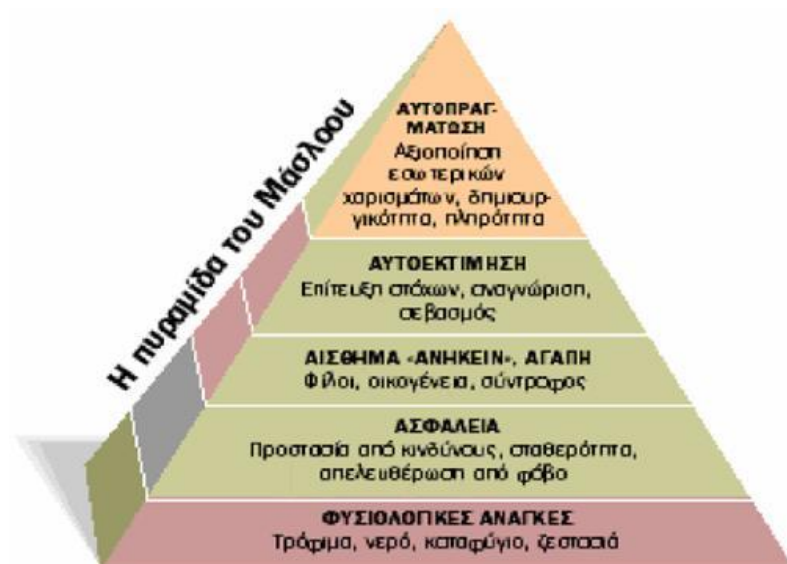 Η πυραμίδα του Μάσλοου
ΑΥΤΟΠΡΑΓ-
ΜΑΤΩΣΗ
Αξιοποίηση
εσωτερικών
χαρισμάτων, δημιουρ-
γικότητα, πληρότητα
ΑΥΤΟΕΚΤΙΜΗΣΗ
Επίτευξη στόχων, αναγνώριση,
σεβασμός
ΑΙΣΘΗΜΑ «ΑΝΗΚΕΙΝ», ΑΓΑΠΗ
Φίλοι, οικογένεια, σύντροφος
ΑΣΦΑΛΕΙΑ
Προστασία από κινδύνους, σταθερότητα,
απελευθέρωση από φόβο
ΦΥΣΙΟΛΟΓΙΚΕΣ ΑΝΑΓΚΕΣ
Τρόφιμα, νερό, καταφύγιο, ζεστασιά